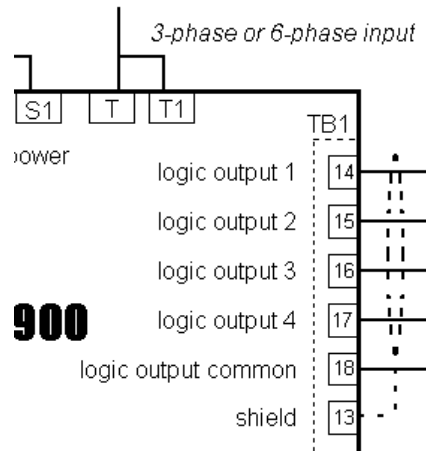 3-phase or 6-phase input
S1 T T1
TB1
power
logic output 1 14
logic output 2 15
logic output 3 16
900 logic output 4 17
logic output common 18
shield 13